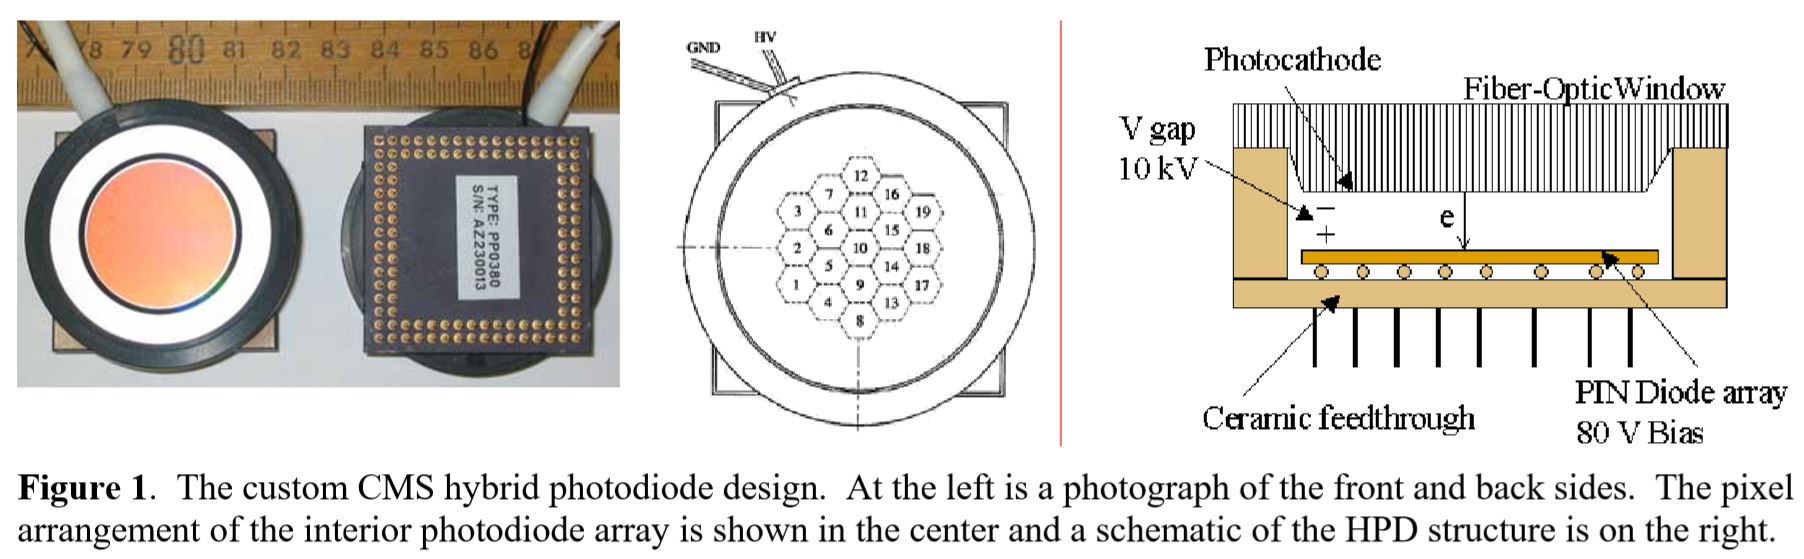 78 79 80 81 82 83 84 85 86
TYPE: PP0380
S/N: AZ230013
GND
HV
12
7
16
3
11
19
6
15
2
10
18
5
14
1
9
17
4
13
8
Photocathode
Fiber-Optic Window
V gap
10 kV
−
+
e
Ceramic feedthrough
PIN Diode array
80 V Bias
Figure 1. The custom CMS hybrid photodiode design. At the left is a photograph of the front and back sides. The pixel
arrangement of the interior photodiode array is shown in the center and a schematic of the HPD structure is on the right.